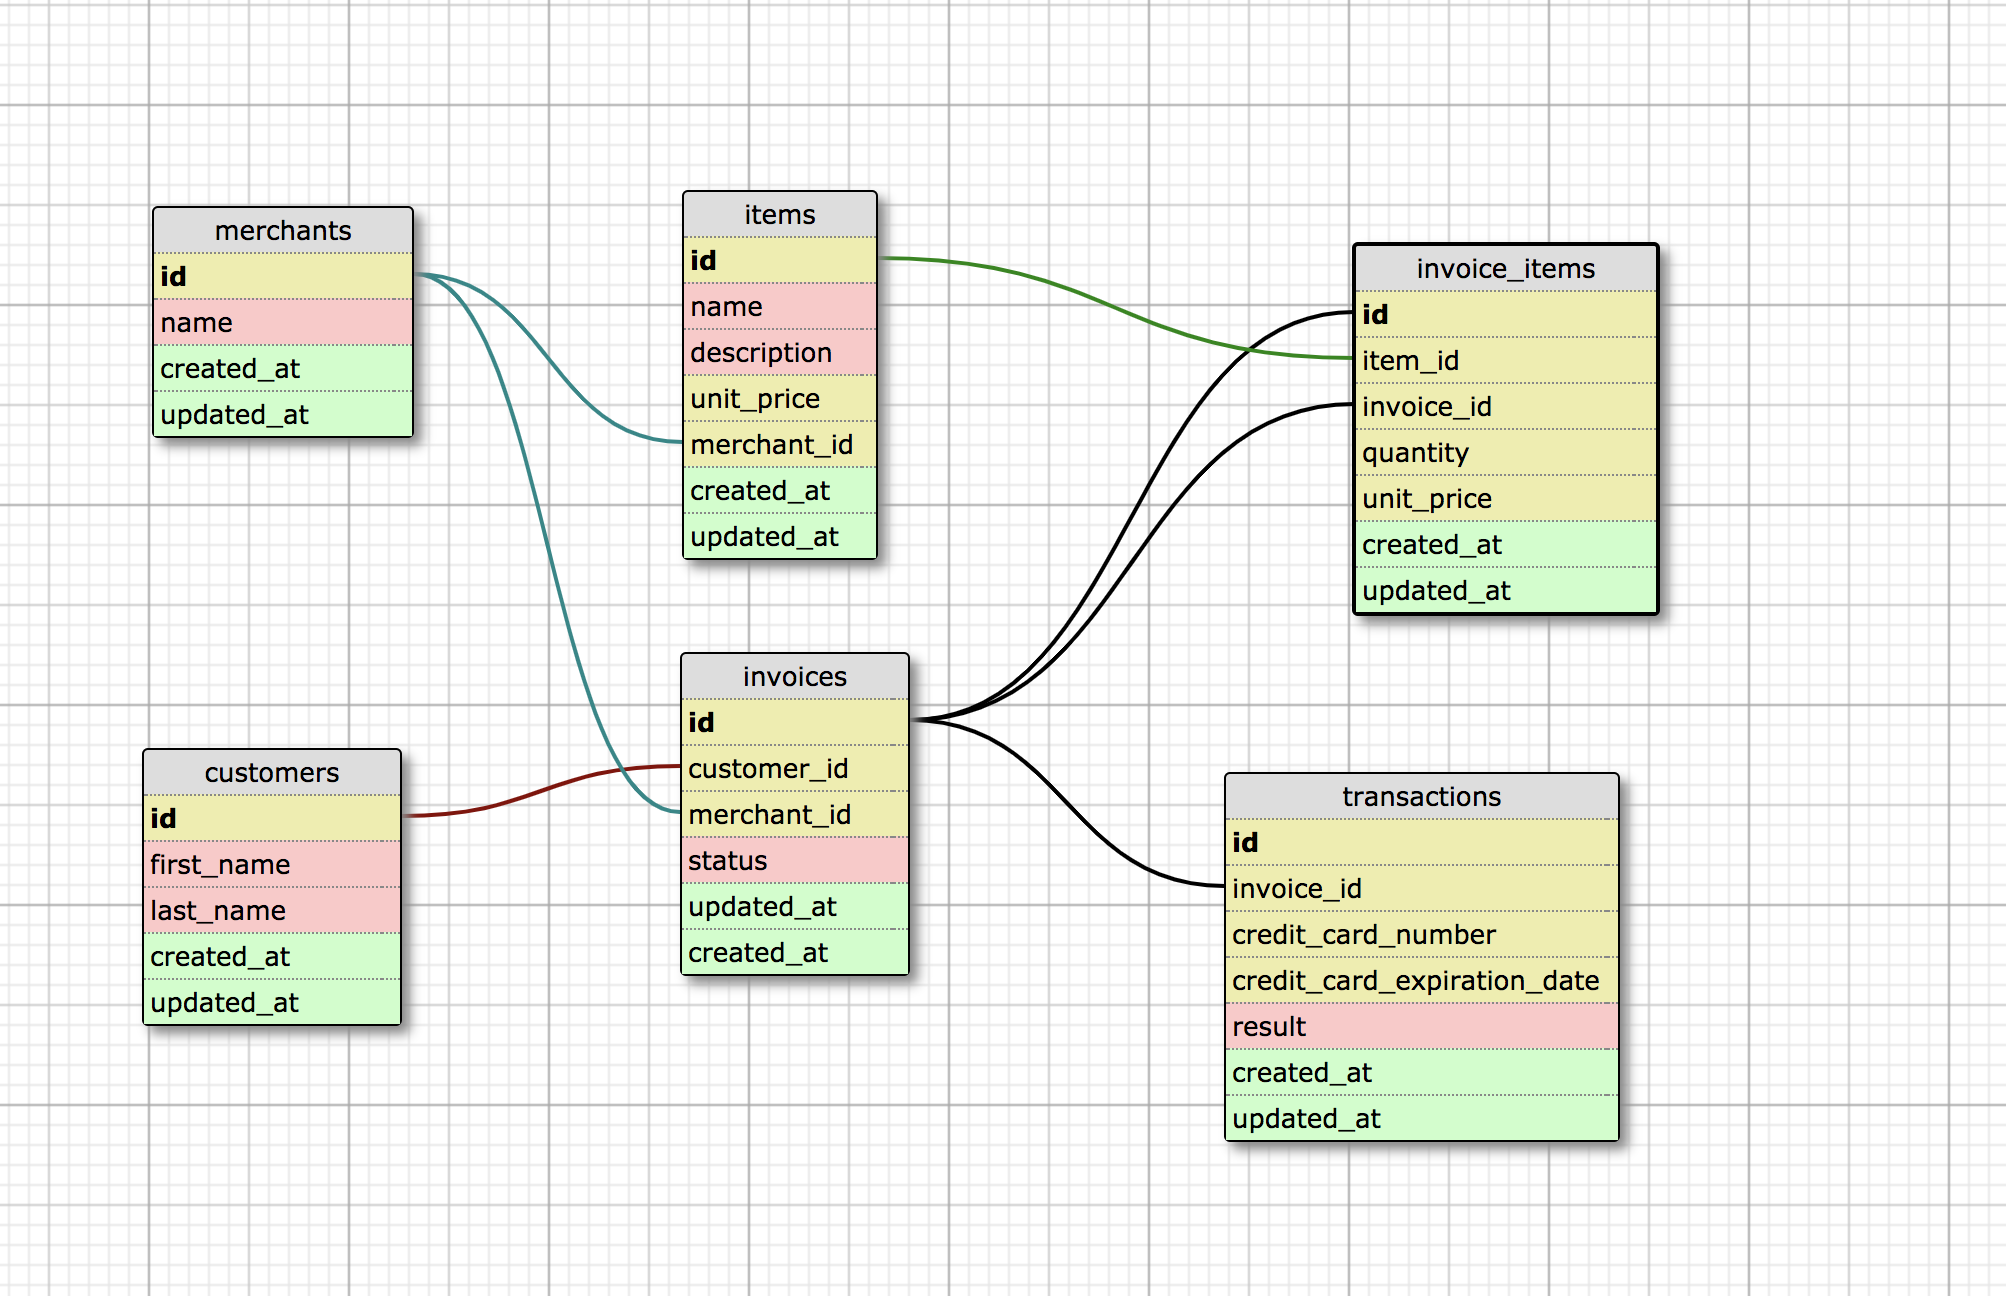 merchants
id
name
created_at
updated_at
items
id
name
description
unit_price
merchant_id
created_at
updated_at
invoice_items
id
item_id
invoice_id
quantity
unit_price
created_at
updated_at
customers
id
first_name
last_name
created_at
updated_at
invoices
id
customer_id
merchant_id
status
updated_at
created_at
transactions
id
invoice_id
credit_card_number
credit_card_expiration_date
result
created_at
updated_at